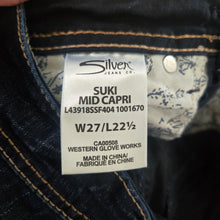 Silver
JEANS CO.
SUKI
MID CAPRI
L43918SSF404 1001670
W27/L22½
CA00508
WESTERN GLOVE WORKS
MADE IN CHINA/
FABRIQUÉ EN CHINE